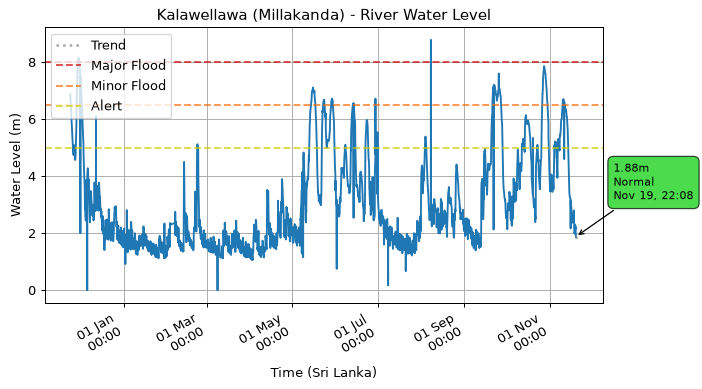 Kalawellawa (Millakanda) - River Water Level
Trend
Major Flood
Minor Flood
Alert
Water Level (m)
8
6
4
2
0
1.88m
Normal
Nov 19, 22:08
01 Jan
00:00
01 Mar
00:00
01 May
00:00
01 Jul
00:00
01 Sep
00:00
01 Nov
00:00
Time (Sri Lanka)